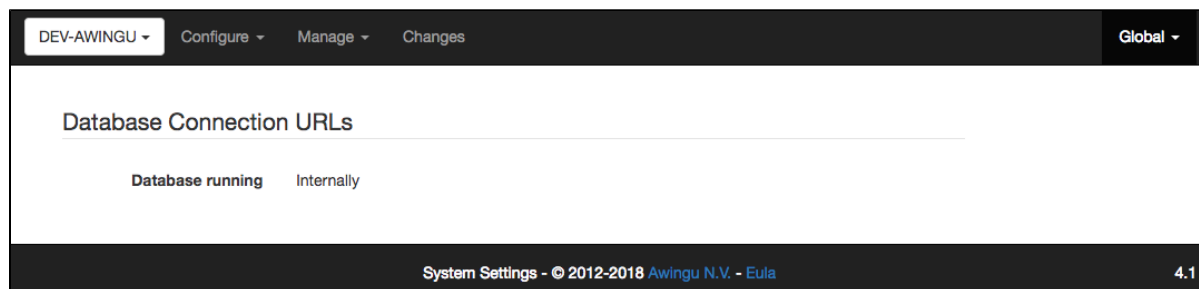 DEV-AWINGU Configure Manage Changes Global
Database Connection URLs
Database running Internally
System Settings - © 2012-2018 Awingu N.V. - Eula 4.1